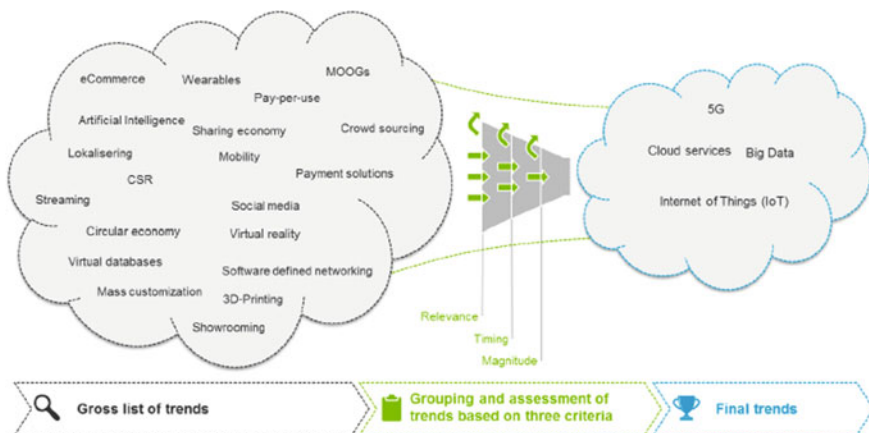 eCommerce
Wearables
MOOGs
Pay-per-use
Artificial Intelligence
Sharing economy
Crowd sourcing
Lokalisering
Mobility
CSR
Payment solutions
Streaming
Social media
Circular economy
Virtual reality
Virtual databases
Software defined networking
Mass customization
3D-Printing
Showrooming
Relevance
Timing
Magnitude
5G
Cloud services
Big Data
Internet of Things (IoT)
Gross list of trends
Grouping and assessment of
trends based on three criteria
Final trends